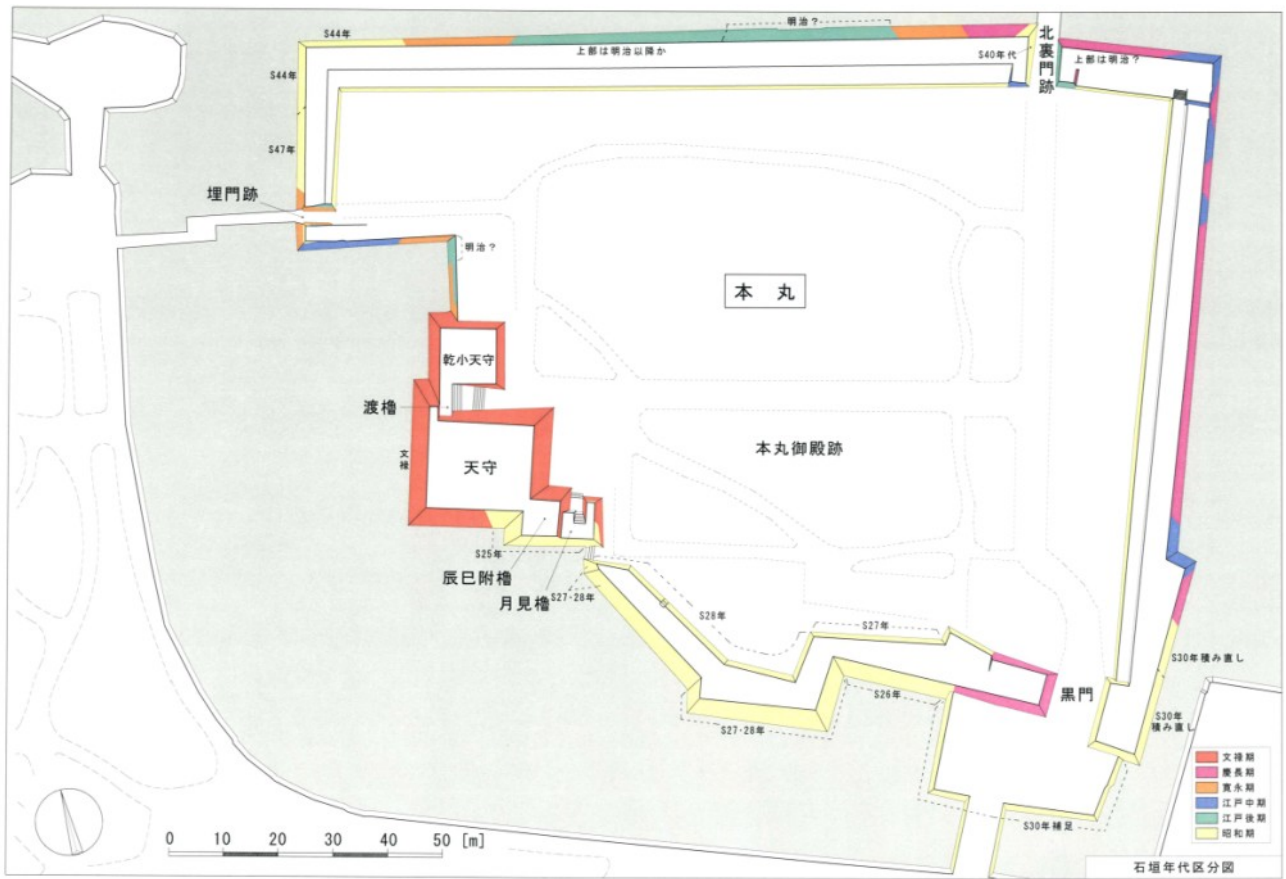 S44年
明治?
上部は明治以降か
S40年代
北裏門跡
上部は明治?
S44年
S47年
埋門跡
明治?
本 丸
乾小天守
渡櫓
天守
文禄
本丸御殿跡
S25年
辰巳附櫓
月見櫓
S27・28年
S28年
S27年
S26年
S27・28年
黒門
S30年積み直し
S30年
積み直し
S30年補足
文禄期
慶長期
寛永期
江戸中期
江戸後期
昭和期
0 10 20 30 40 50 [m]
石垣年代区分図